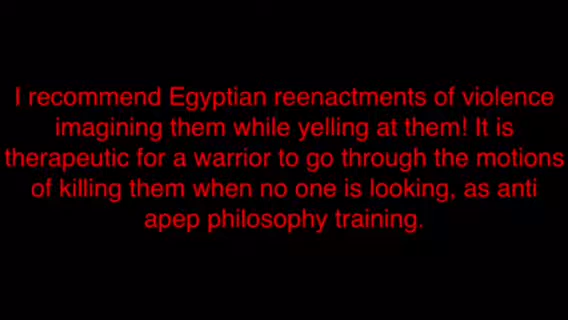 I recommend Egyptian reenactments of violence
imagining them while yelling at them! It is
therapeutic for a warrior to go through the motions
of killing them when no one is looking, as anti
apep philosophy training.